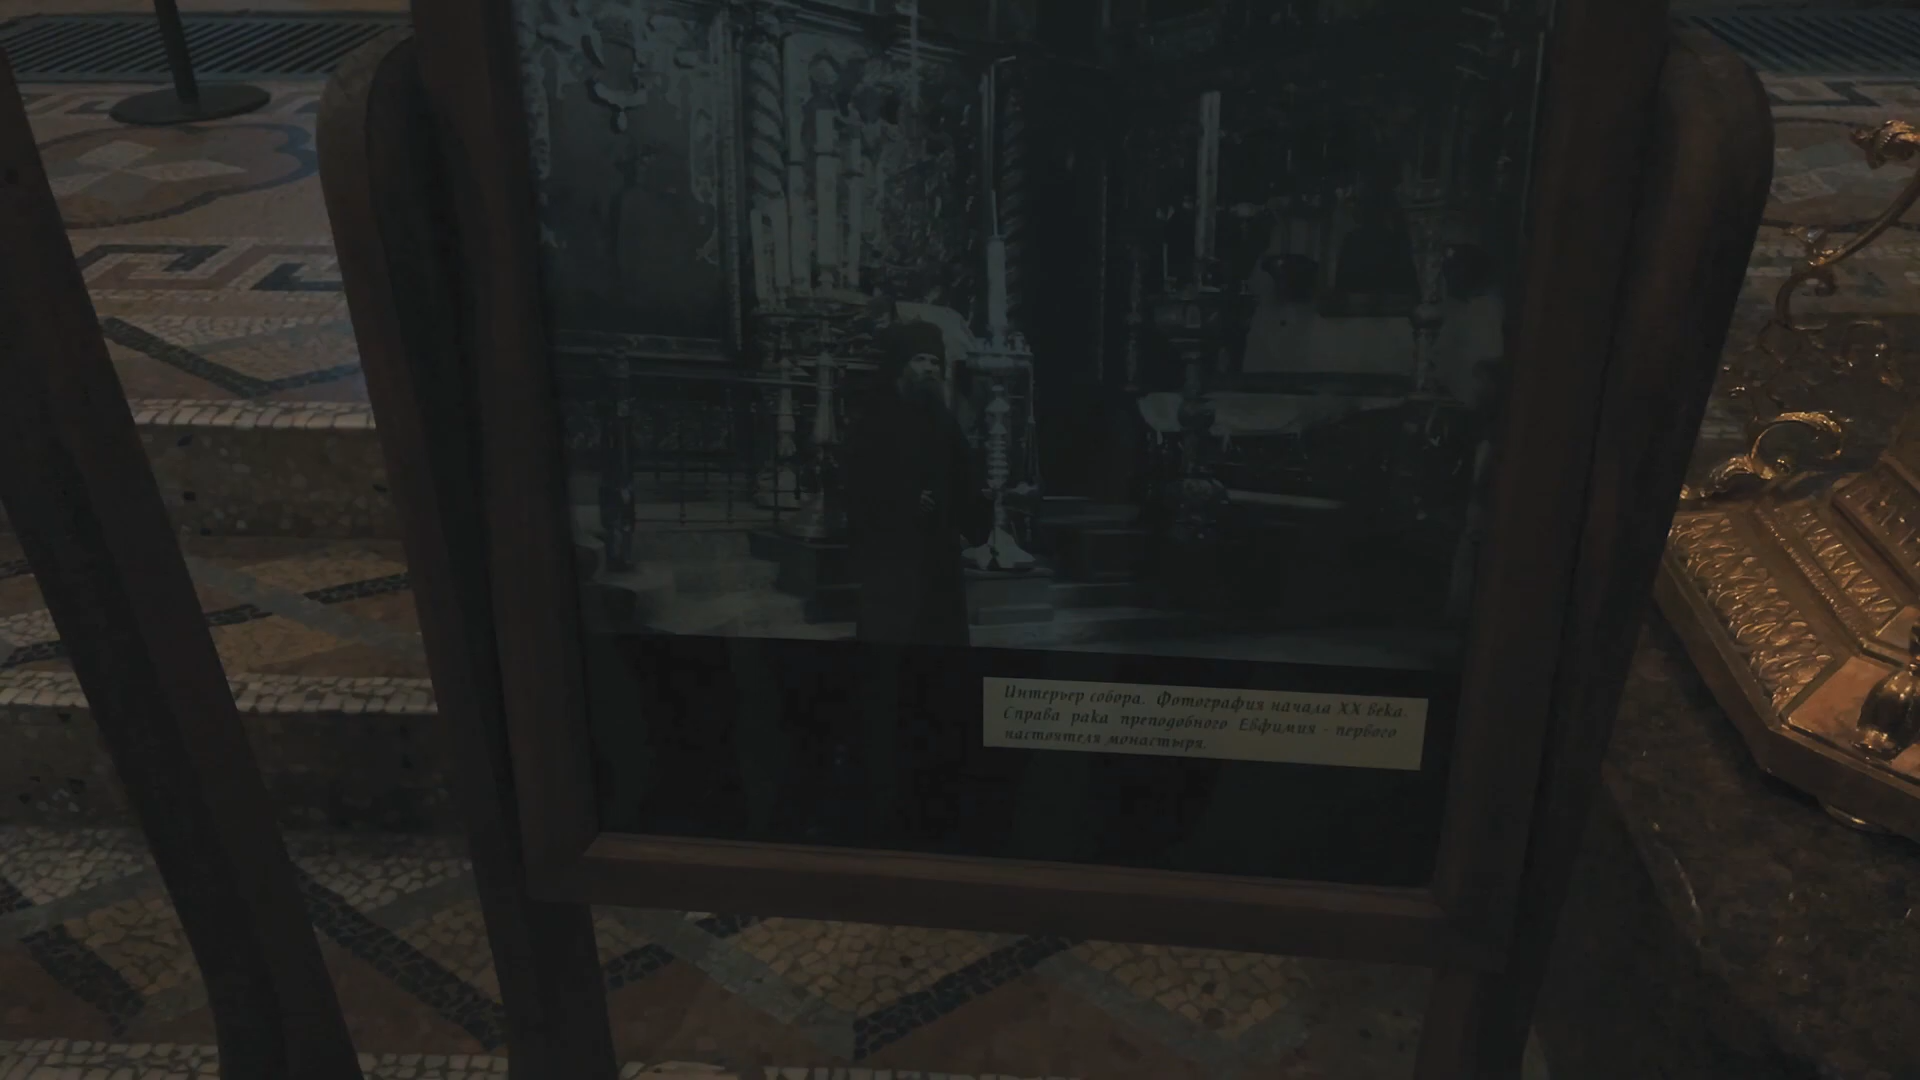 Интерьер собора. Фотография начала XX века.
Справа рака преподобного Евфимия - первого
настоятеля монастыря.